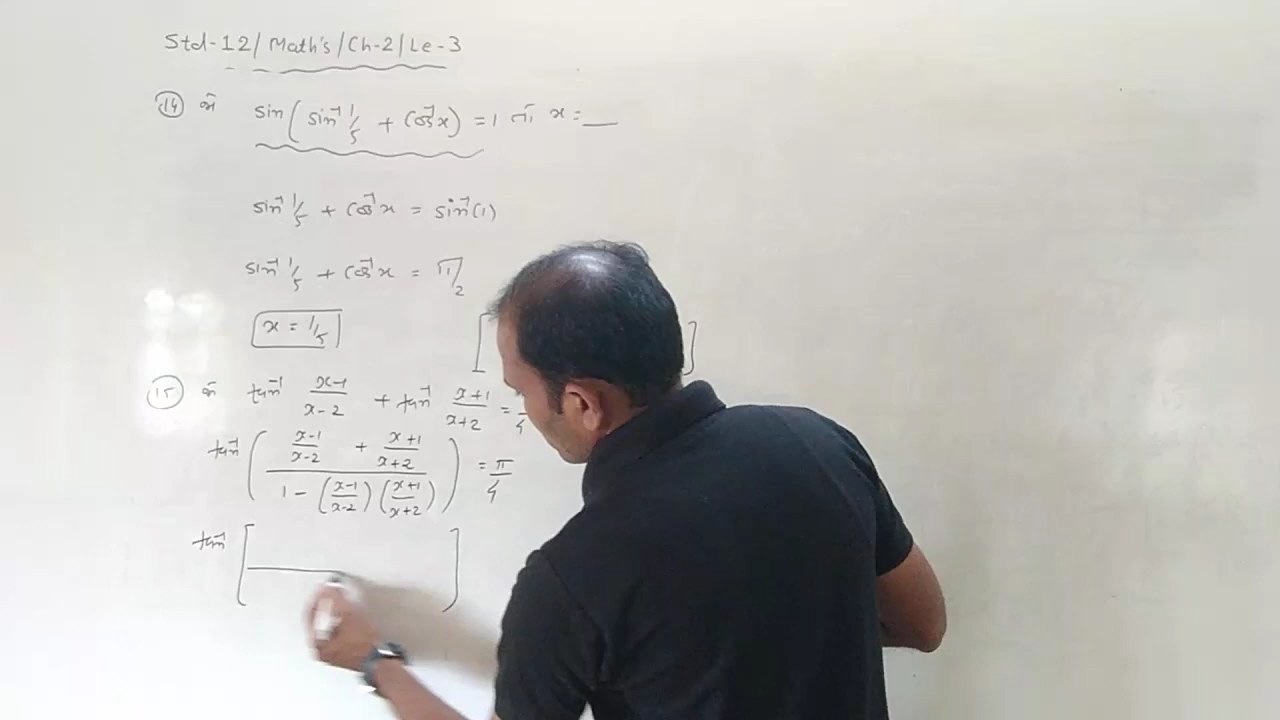 Std-12/ Math's / Ch-2/ Le-3
(14) જો sin(sin⁻¹ 1/5 + cos⁻¹x) = 1 તો x = __
sin⁻¹ 1/5 + cos⁻¹x = sin⁻¹(1)
sin⁻¹ 1/5 + cos⁻¹x = π/2
x = 1/5
(15) જો tan⁻¹ (x-1)/(x-2) + tan⁻¹ (x+1)/(x+2) =
tan⁻¹ ( ((x-1)/(x-2) + (x+1)/(x+2)) / (1 - ((x-1)/(x-2)) ((x+1)/(x+2))) ) = π/4
tan⁻¹ [ ]